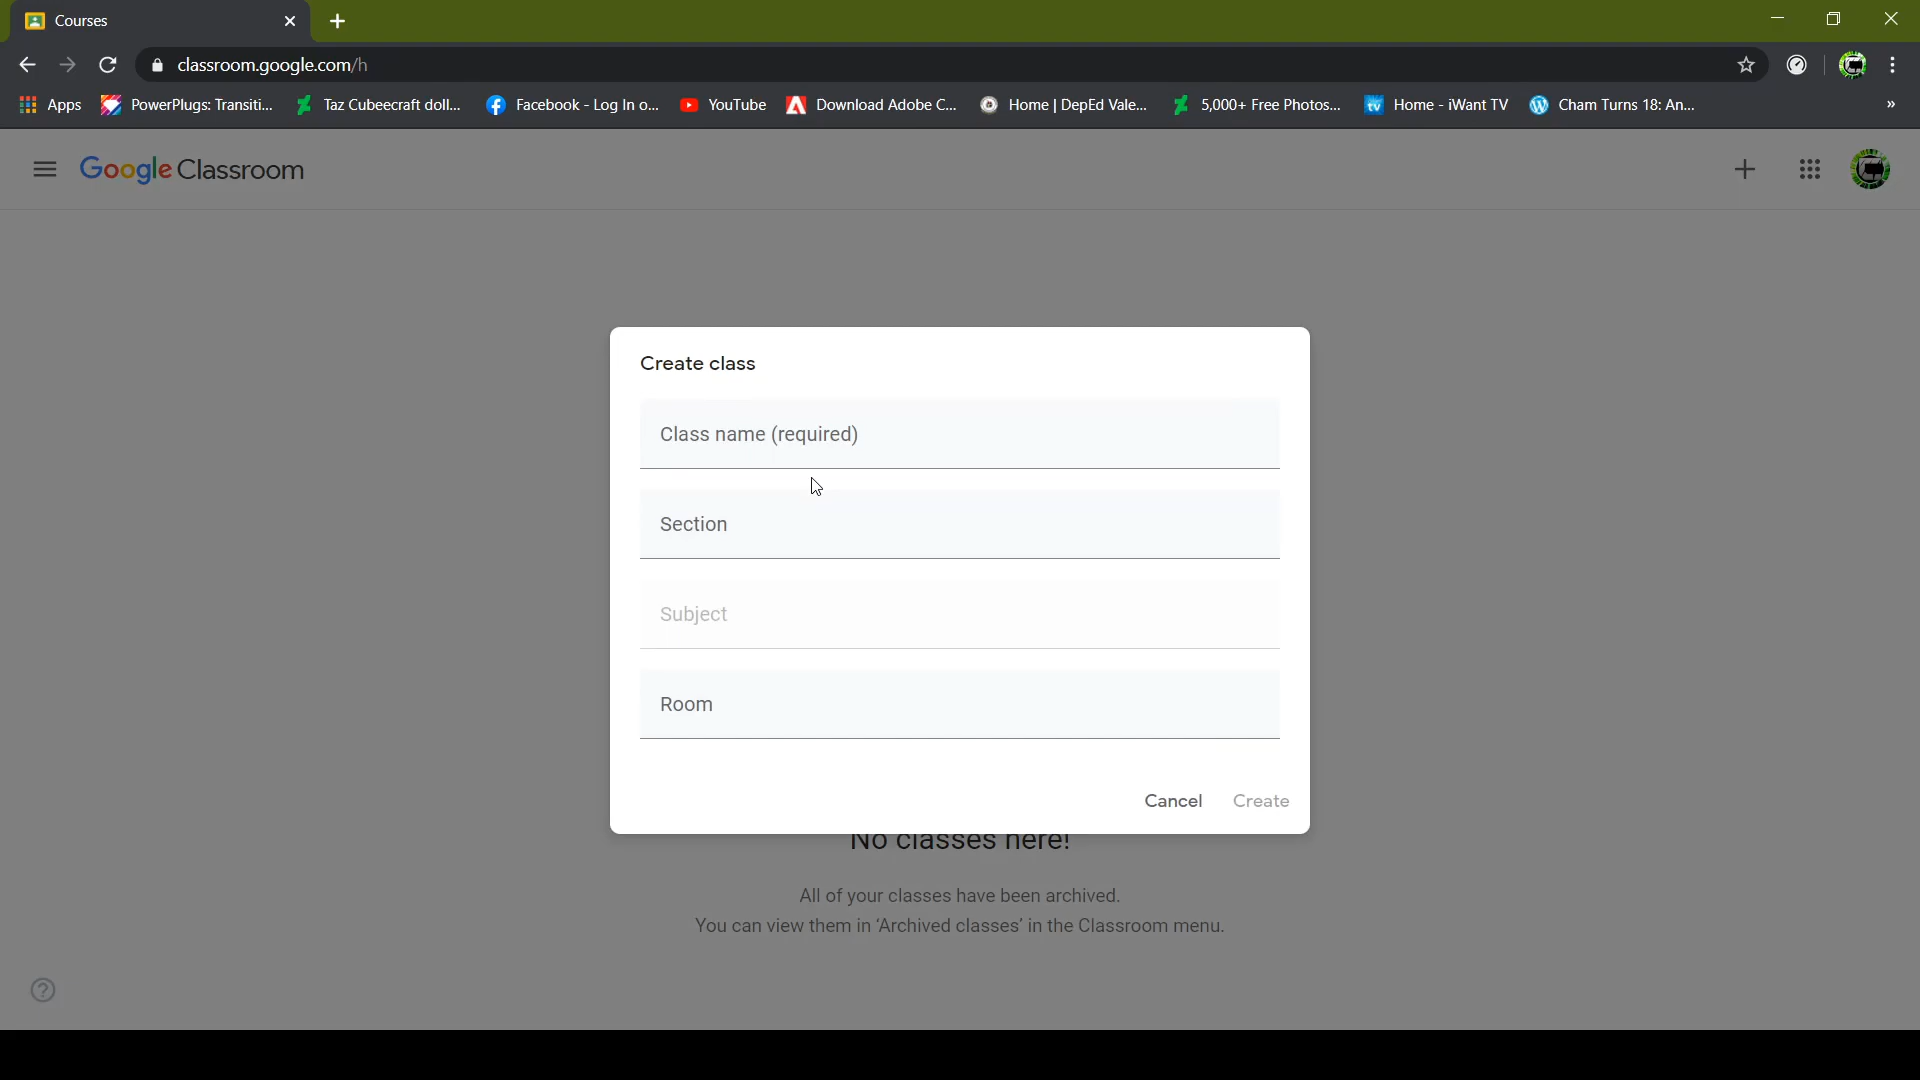 Courses
classroom.google.com/h
Apps PowerPlugs: Transiti... Taz Cubeecraft doll... Facebook - Log In o... YouTube Download Adobe C... Home | DepEd Vale... 5,000+ Free Photos... tv Home - iWant TV Cham Turns 18: An... »
Google Classroom
Create class
Class name (required)
Section
Subject
Room
Cancel Create
No classes here!
All of your classes have been archived.
You can view them in ‘Archived classes’ in the Classroom menu.